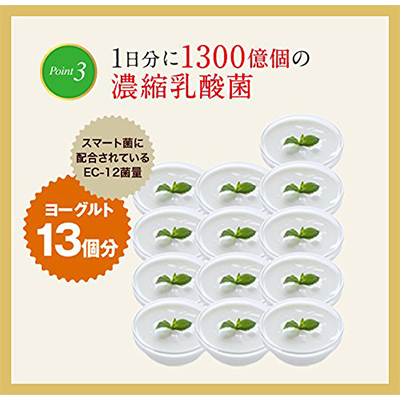 Point 3
1日分に1300億個の
濃縮乳酸菌
スマート菌に
配合されている
EC-12菌量
ヨーグルト
13個分